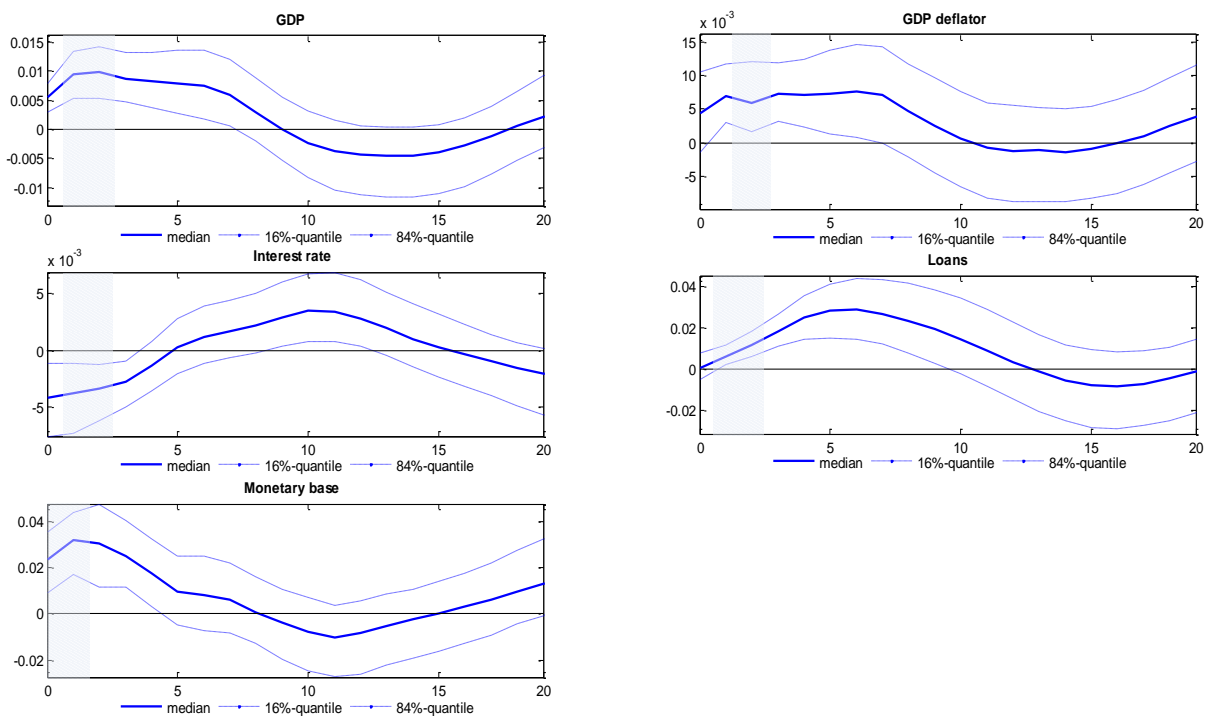 GDP
0.015
0.01
0.005
0
-0.005
-0.01
0 5 10 15 20
median 16%-quantile 84%-quantile
GDP deflator
x 10⁻³
15
10
5
0
-5
0 5 10 15 20
median 16%-quantile 84%-quantile
Interest rate
x 10⁻³
5
0
-5
0 5 10 15 20
median 16%-quantile 84%-quantile
Loans
0.04
0.02
0
-0.02
0 5 10 15 20
median 16%-quantile 84%-quantile
Monetary base
0.04
0.02
0
-0.02
0 5 10 15 20
median 16%-quantile 84%-quantile